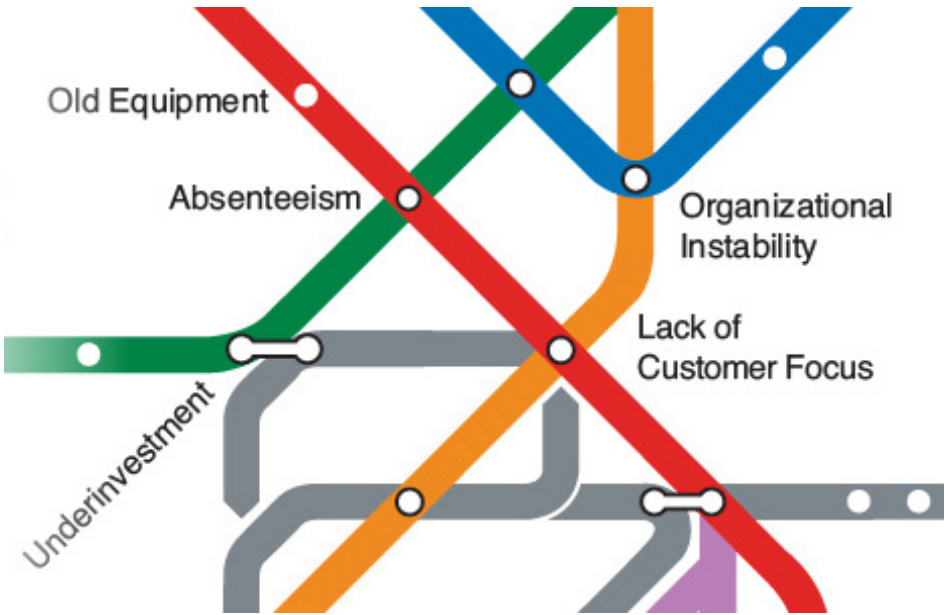 Old Equipment
Absenteeism
Organizational
Instability
Lack of
Customer Focus
Underinvestment